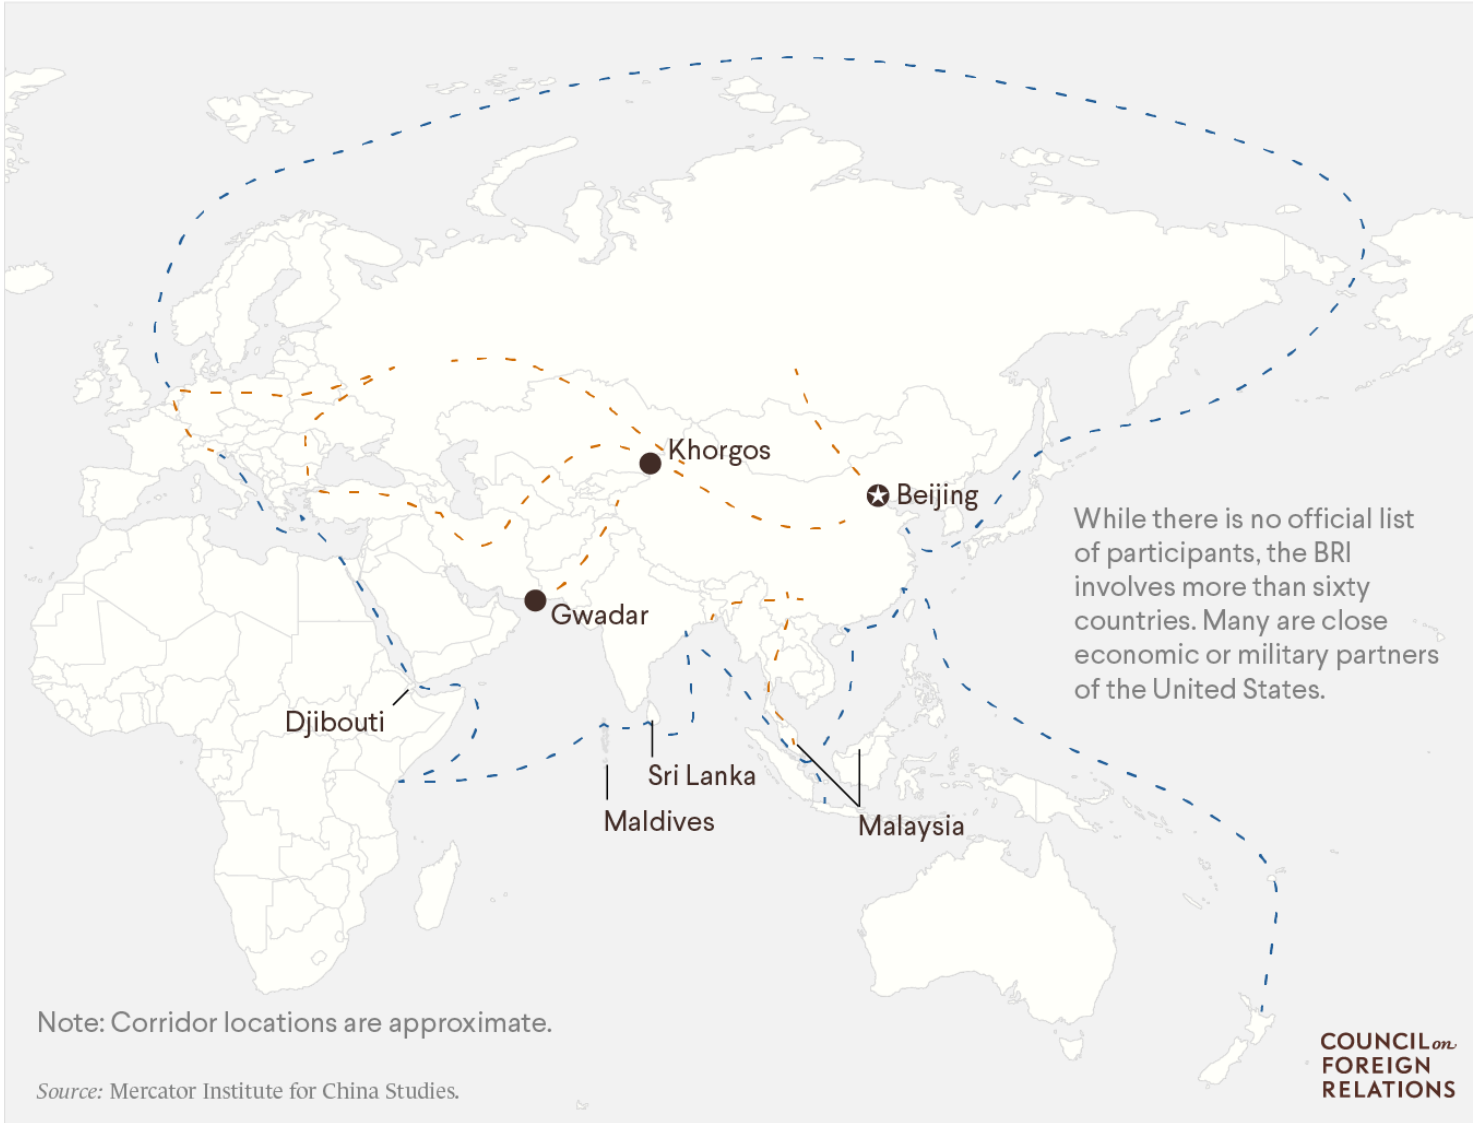 Khorgos
Beijing
While there is no official list
of participants, the BRI
involves more than sixty
countries. Many are close
economic or military partners
of the United States.
Gwadar
Djibouti
Sri Lanka
Maldives
Malaysia
Note: Corridor locations are approximate.
Source: Mercator Institute for China Studies.
COUNCIL on
FOREIGN
RELATIONS